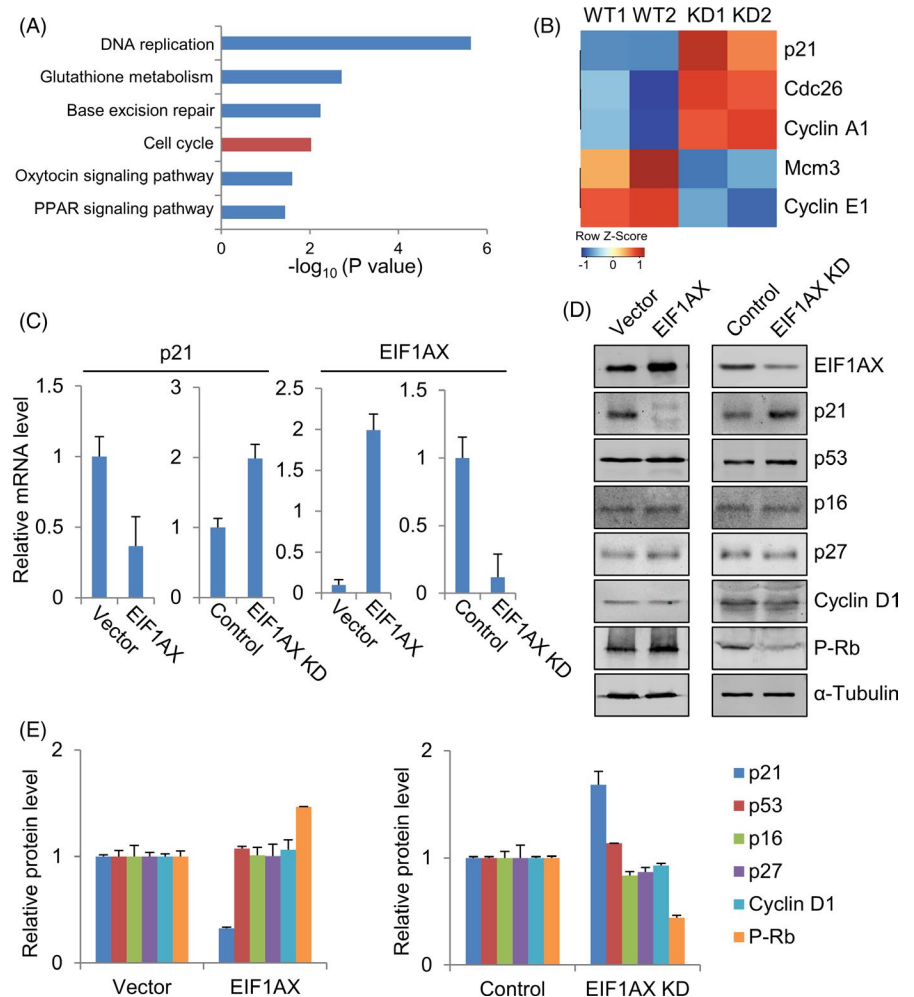 (A)
DNA replication
Glutathione metabolism
Base excision repair
Cell cycle
Oxytocin signaling pathway
PPAR signaling pathway
0 2 4 6
-log10 (P value)
(B)
WT1 WT2 KD1 KD2
p21
Cdc26
Cyclin A1
Mcm3
Cyclin E1
Row Z-Score
-1 0 1
(C)
p21
EIF1AX
Relative mRNA level
1.5
1
0.5
0
Vector
EIF1AX
3
2
1
0
Control
EIF1AX KD
2.5
2.0
1.5
1.0
0.5
0
Vector
EIF1AX
1.5
1.0
0.5
0
Control
EIF1AX KD
(D)
Vector
EIF1AX
Control
EIF1AX KD
EIF1AX
p21
p53
p16
p27
Cyclin D1
P-Rb
α-Tubulin
(E)
Relative protein level
2
1
0
Vector
EIF1AX
Relative protein level
2
1
0
Control
EIF1AX KD
p21
p53
p16
p27
Cyclin D1
P-Rb